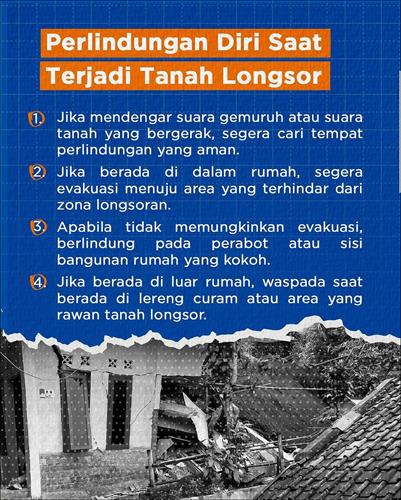 Perlindungan Diri Saat
Terjadi Tanah Longsor
1. Jika mendengar suara gemuruh atau suara
tanah yang bergerak, segera cari tempat
perlindungan yang aman.
2. Jika berada di dalam rumah, segera
evakuasi menuju area yang terhindar dari
zona longsoran.
3. Apabila tidak memungkinkan evakuasi,
berlindung pada perabot atau sisi
bangunan rumah yang kokoh.
4. Jika berada di luar rumah, waspada saat
berada di lereng curam atau area yang
rawan tanah longsor.